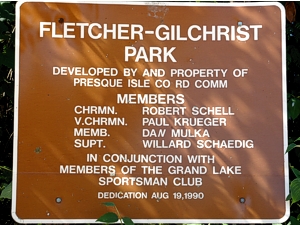 FLETCHER-GILCHRIST
PARK
DEVELOPED BY AND PROPERTY OF
PRESQUE ISLE CO RD COMM
MEMBERS
CHRMN. ROBERT SCHELL
V.CHRMN. PAUL KRUEGER
MEMB. DAN MULKA
SUPT. WILLARD SCHAEDIG
IN CONJUNCTION WITH
MEMBERS OF THE GRAND LAKE
SPORTSMAN CLUB
DEDICATION AUG 19,1990